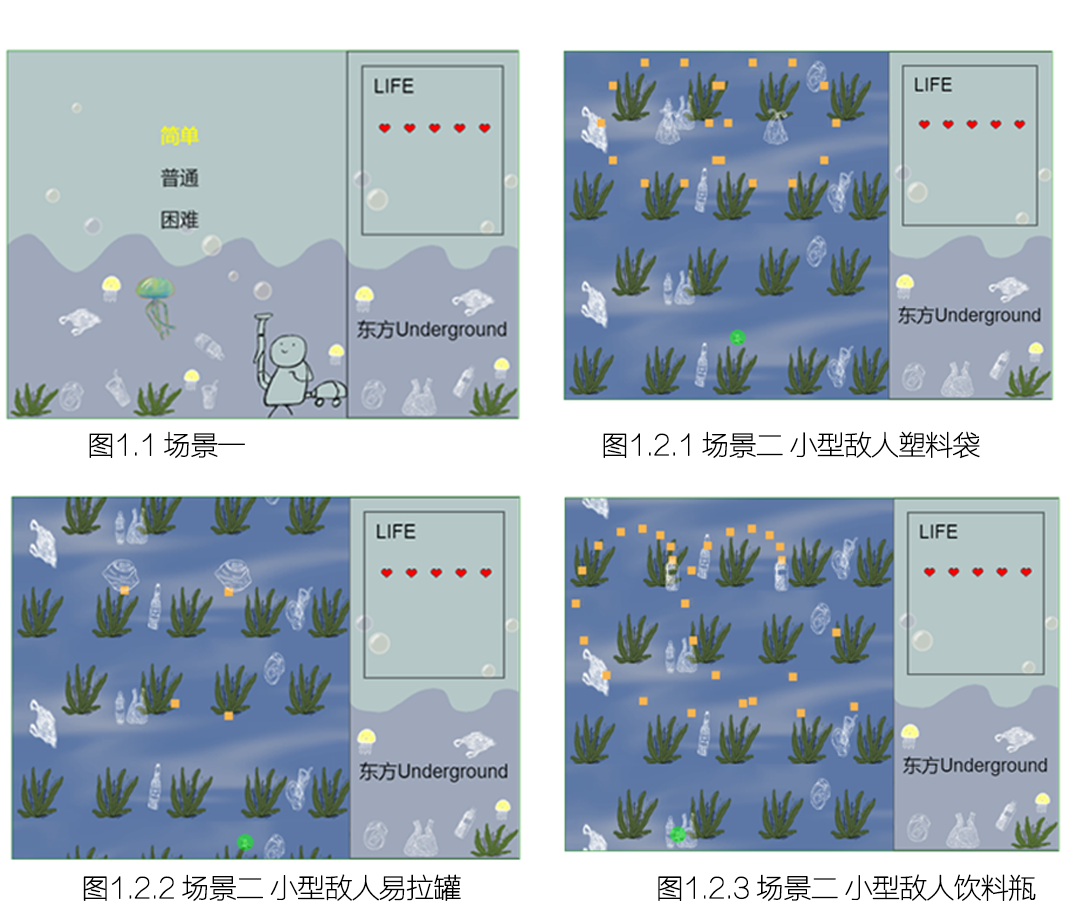 LIFE
简单
普通
困难
东方Underground
图1.1 场景一
LIFE
东方Underground
图1.2.1 场景二 小型敌人塑料袋
LIFE
东方Underground
图1.2.2 场景二 小型敌人易拉罐
LIFE
东方Underground
图1.2.3 场景二 小型敌人饮料瓶